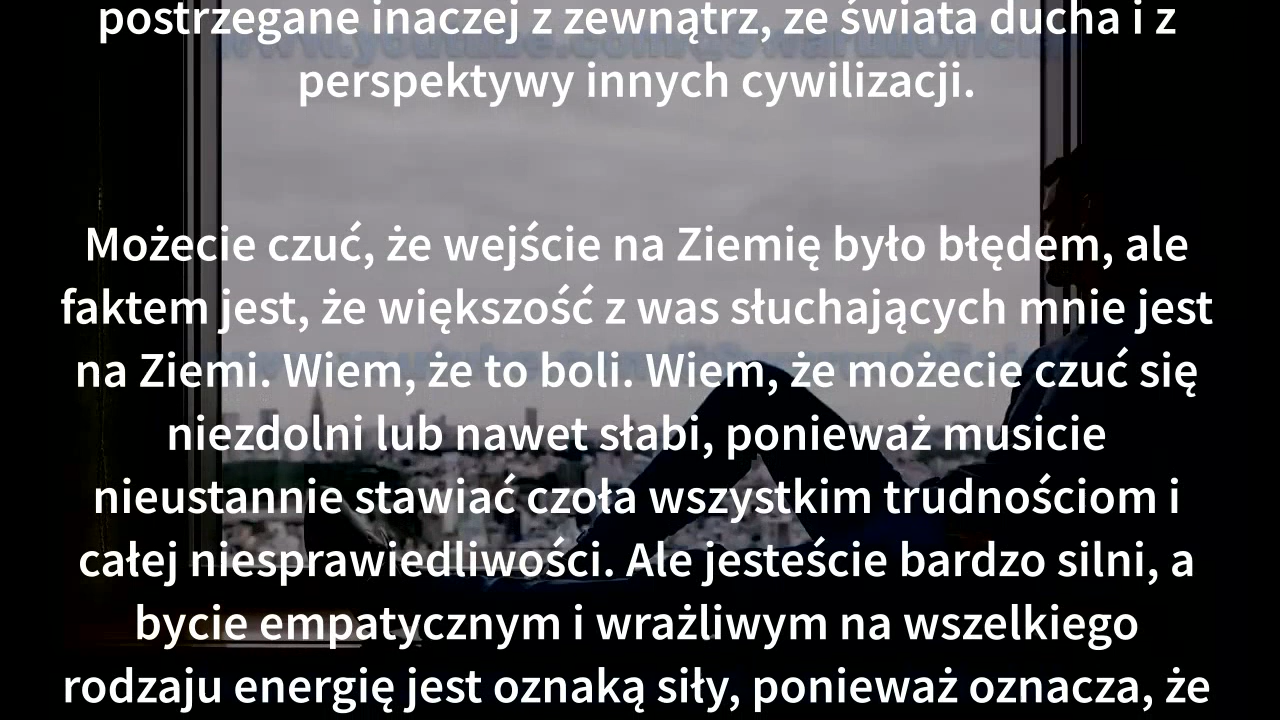 postrzegane inaczej z zewnątrz, ze świata ducha i z
perspektywy innych cywilizacji.
Możecie czuć, że wejście na Ziemię było błędem, ale
faktem jest, że większość z was słuchających mnie jest
na Ziemi. Wiem, że to boli. Wiem, że możecie czuć się
niezdolni lub nawet słabi, ponieważ musicie
nieustannie stawiać czoła wszystkim trudnościom i
całej niesprawiedliwości. Ale jesteście bardzo silni, a
bycie empatycznym i wrażliwym na wszelkiego
rodzaju energię jest oznaką siły, ponieważ oznacza, że